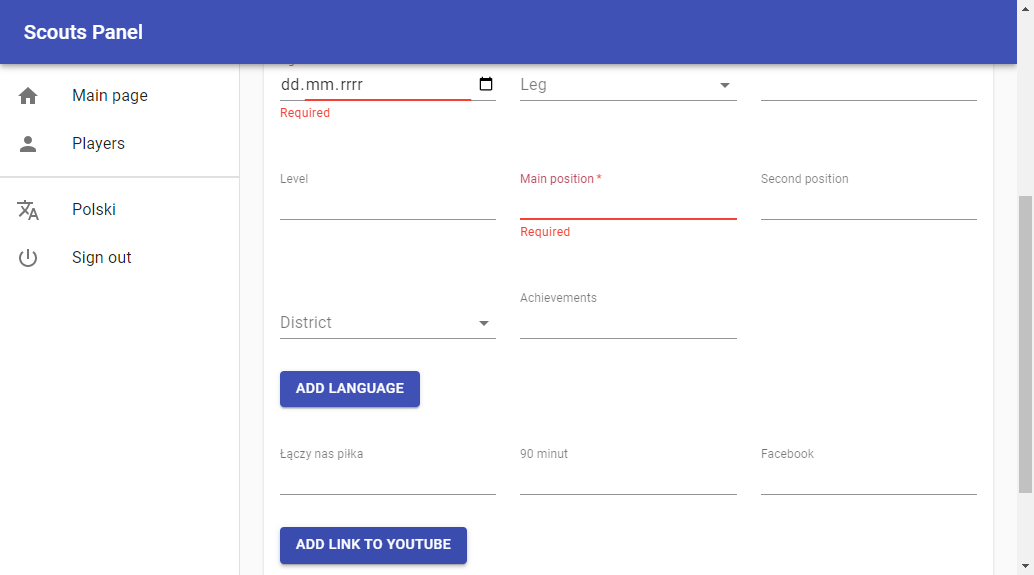 Scouts Panel
Main page
Players
Polski
Sign out
dd.mm.rrrr
Leg
Required
Level
Main position *
Second position
Required
District
Achievements
ADD LANGUAGE
Łączy nas piłka
90 minut
Facebook
ADD LINK TO YOUTUBE